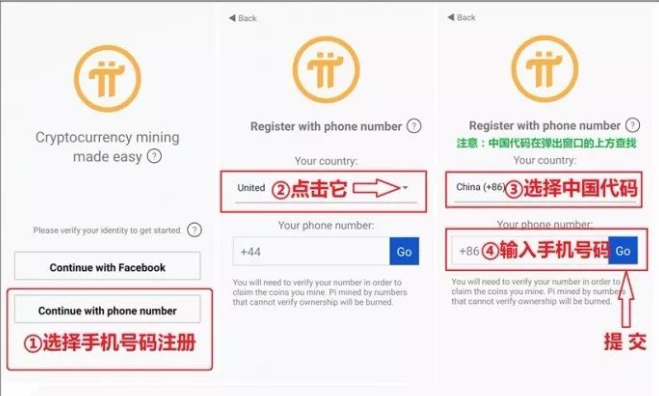 Cryptocurrency mining
made easy ?
Please verify your identity to get started. ?
Continue with Facebook
Continue with phone number
①选择手机号码注册
Back
Register with phone number ?
Your country:
United ②点击它
Your phone number:
+44 Go
You will need to verify your number in order to
claim the coins you mine. Pi mined by numbers
that cannot verify ownership will be burned.
Back
Register with phone number ?
注意：中国代码在弹出窗口的上方查找
Your country:
China (+86) ③选择中国代码
Your phone number:
+86 ④输入手机号码 Go
You will need to verify your number in order to
claim the coins you mine. Pi mined by numbers
that cannot verify ownership will be burned.
提 交